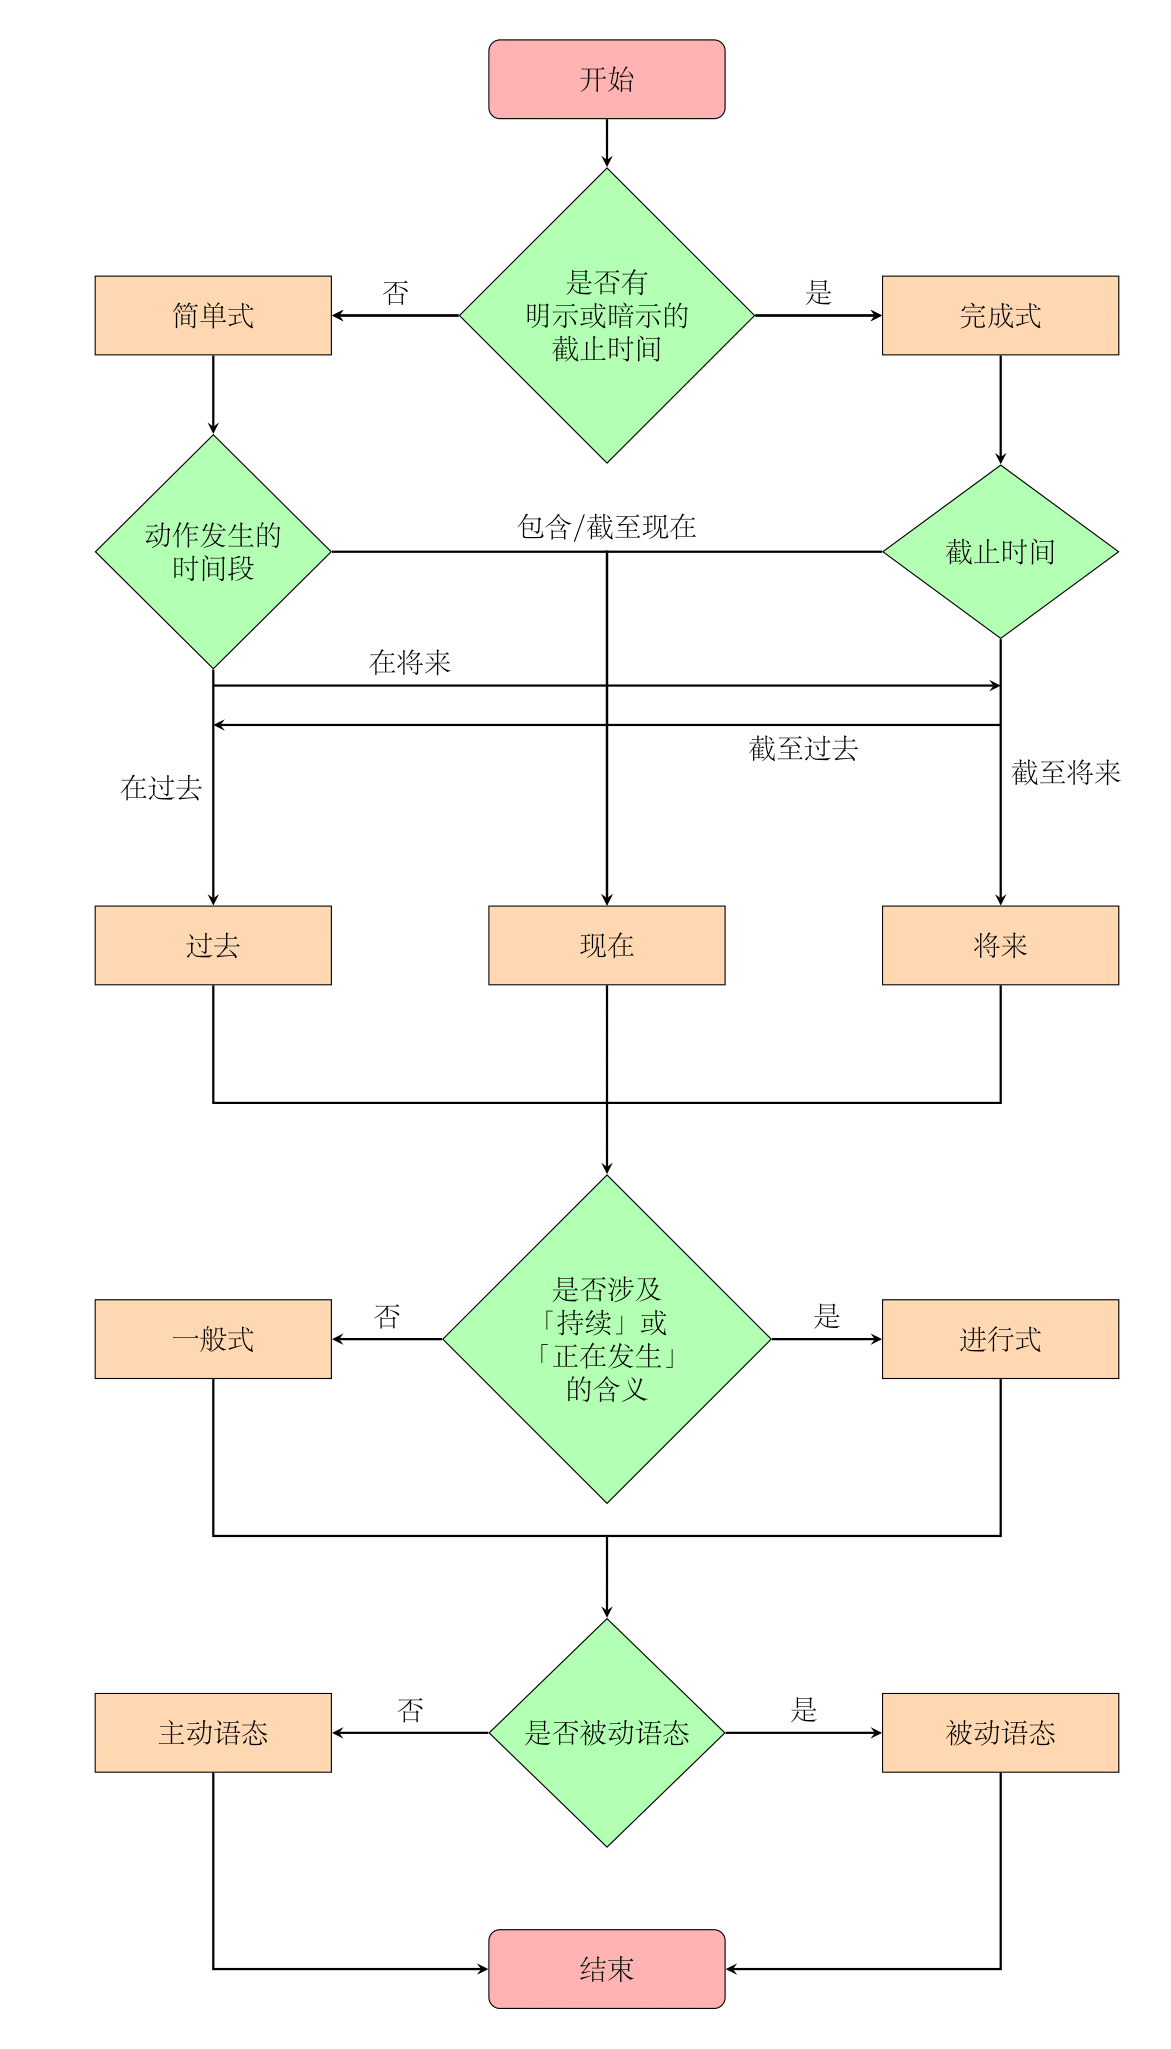 开始
是否有
明示或暗示的
截止时间
否
是
简单式
完成式
动作发生的
时间段
包含/截至现在
截止时间
在将来
截至过去
在过去
截至将来
过去
现在
将来
是否涉及
「持续」或
「正在发生」
的含义
否
是
一般式
进行式
是否被动语态
否
是
主动语态
被动语态
结束